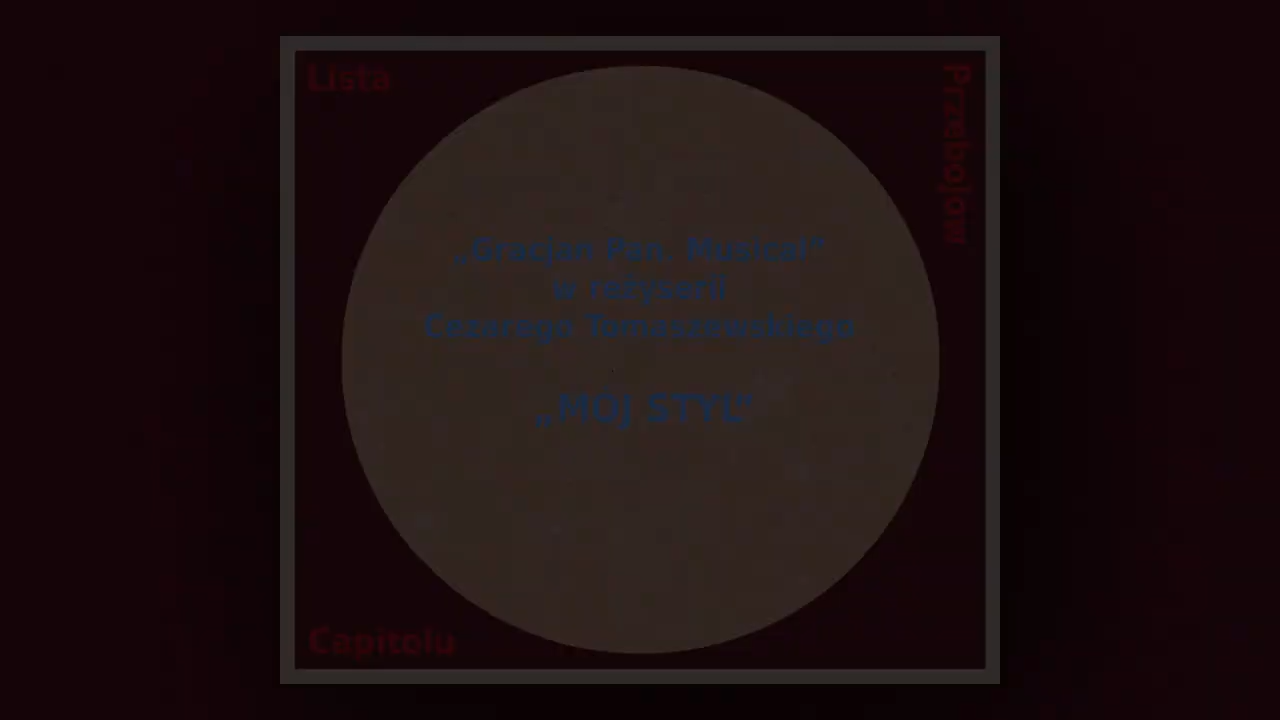 Lista
Przebojów
„Gracjan Pan. Musical”
w reżyserii
Cezarego Tomaszewskiego
„MÓJ STYL”
Capitolu